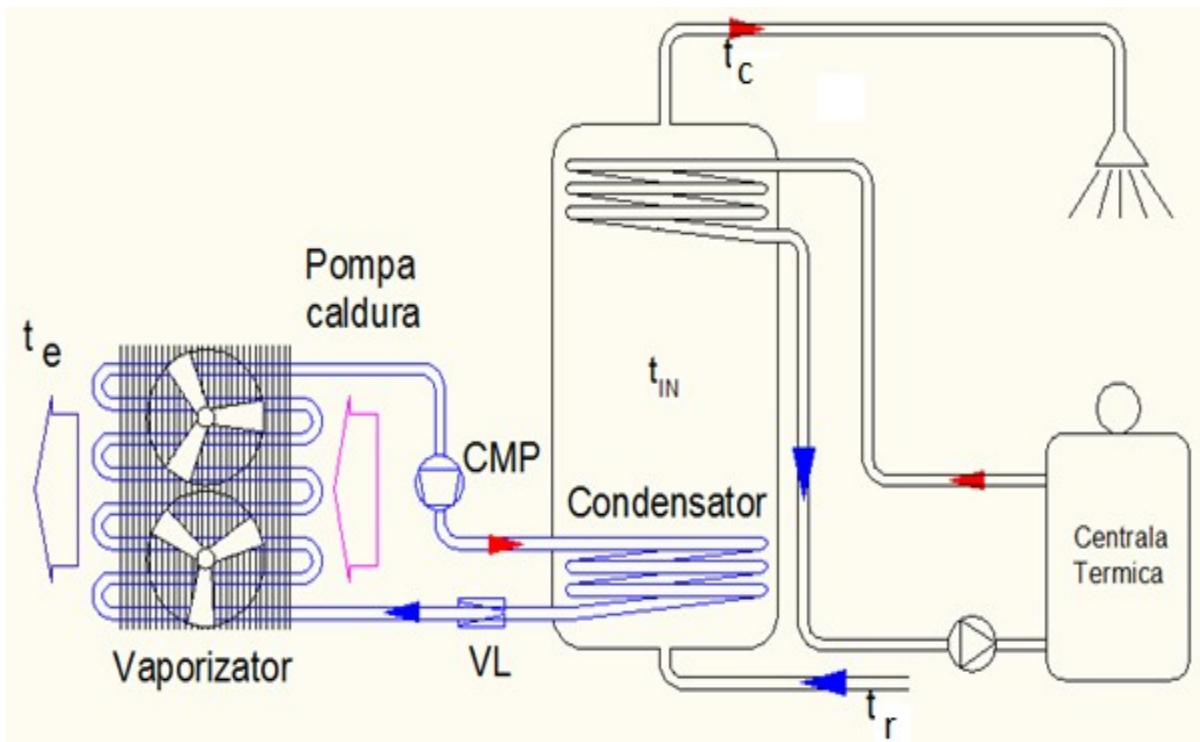 t c
Pompa
caldura
t e
t IN
CMP
Condensator
Centrala
Termica
Vaporizator
VL
t r